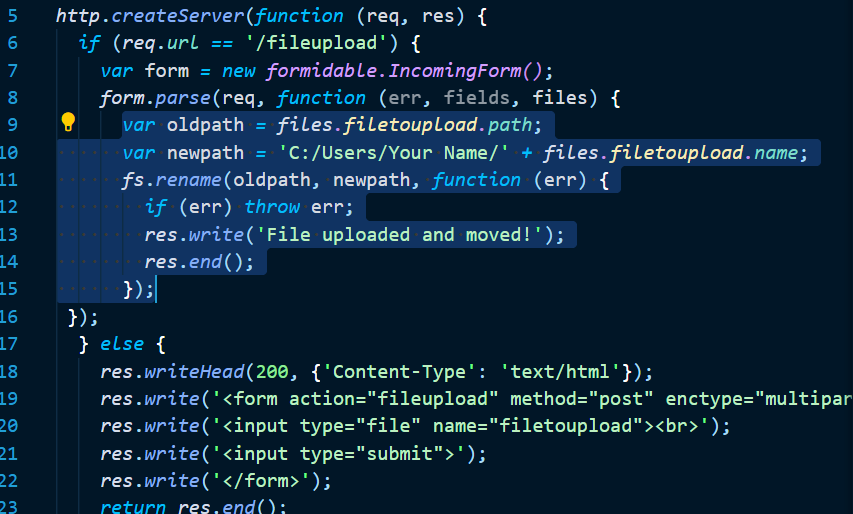 5 http.createServer(function (req, res) {
6 if (req.url == '/fileupload') {
7 var form = new formidable.IncomingForm();
8 form.parse(req, function (err, fields, files) {
9 var oldpath = files.filetoupload.path;
10 var newpath = 'C:/Users/Your Name/' + files.filetoupload.name;
11 fs.rename(oldpath, newpath, function (err) {
12 if (err) throw err;
13 res.write('File uploaded and moved!');
14 res.end();
15 });
16 });
17 } else {
18 res.writeHead(200, {'Content-Type': 'text/html'});
19 res.write('<form action="fileupload" method="post" enctype="multipar
20 res.write('<input type="file" name="filetoupload"><br>');
21 res.write('<input type="submit">');
22 res.write('</form>');
23 return res.end();